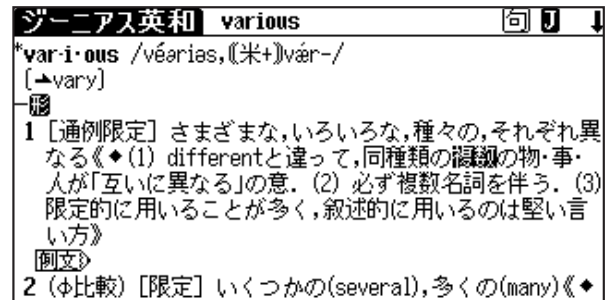 ジーニアス英和 various 句 J ↓
*var·i·ous /véəriəs,《米+》vǽr-/
[→vary]
—形
1 [通例限定] さまざまな,いろいろな,種々の,それぞれ異
なる《◆(1) differentと違って,同種類の の物·事·
人が「互いに異なる」の意. (2) 必ず複数名詞を伴う. (3)
限定的に用いることが多く,叙述的に用いるのは堅い言
い方》
例文
2 (φ比較) [限定] いくつかの(several),多くの(many)《◆